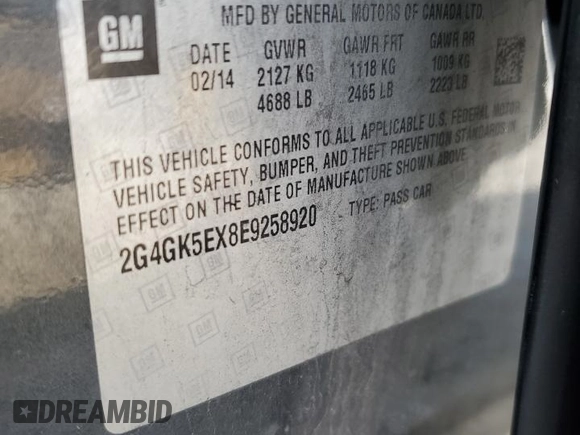 GM
MFD BY GENERAL MOTORS OF CANADA LTD.
DATE GVWR GAWR FRT GAWR RR
02/14 2127 KG 1118 KG 1009 KG
4688 LB 2465 LB 2223 LB
THIS VEHICLE CONFORMS TO ALL APPLICABLE U.S. FEDERAL MOTOR
VEHICLE SAFETY, BUMPER, AND THEFT PREVENTION STANDARDS IN
EFFECT ON THE DATE OF MANUFACTURE SHOWN ABOVE.
2G4GK5EX8E9258920 TYPE: PASS CAR
DREAMBID